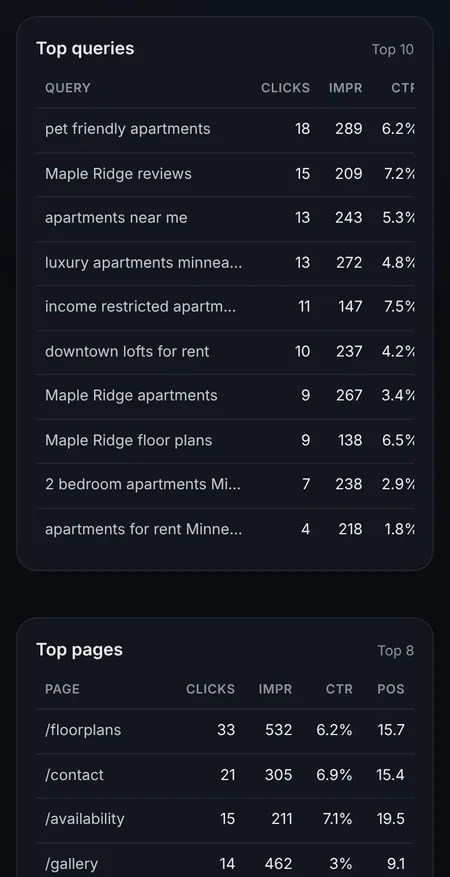 Top queries Top 10
QUERY CLICKS IMPR CTR
pet friendly apartments 18 289 6.2%
Maple Ridge reviews 15 209 7.2%
apartments near me 13 243 5.3%
luxury apartments minnea... 13 272 4.8%
income restricted apartm... 11 147 7.5%
downtown lofts for rent 10 237 4.2%
Maple Ridge apartments 9 267 3.4%
Maple Ridge floor plans 9 138 6.5%
2 bedroom apartments Mi... 7 238 2.9%
apartments for rent Minne... 4 218 1.8%
Top pages Top 8
PAGE CLICKS IMPR CTR POS
/floorplans 33 532 6.2% 15.7
/contact 21 305 6.9% 15.4
/availability 15 211 7.1% 19.5
/gallery 14 462 3% 9.1